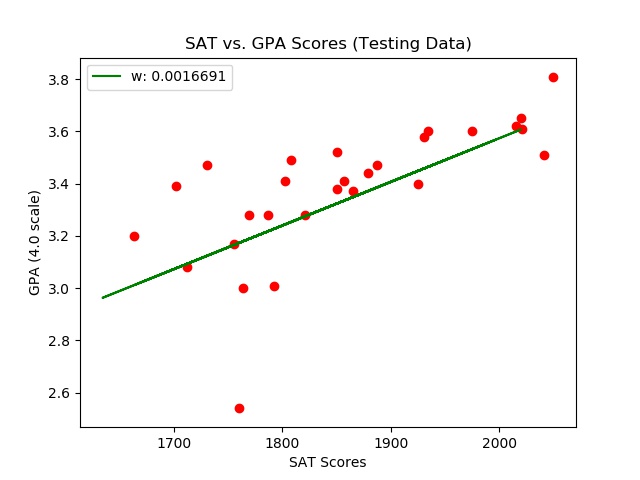 SAT vs. GPA Scores (Testing Data)
w: 0.0016691
3.8
3.6
3.4
3.2
3.0
2.8
2.6
GPA (4.0 scale)
1700 1800 1900 2000
SAT Scores